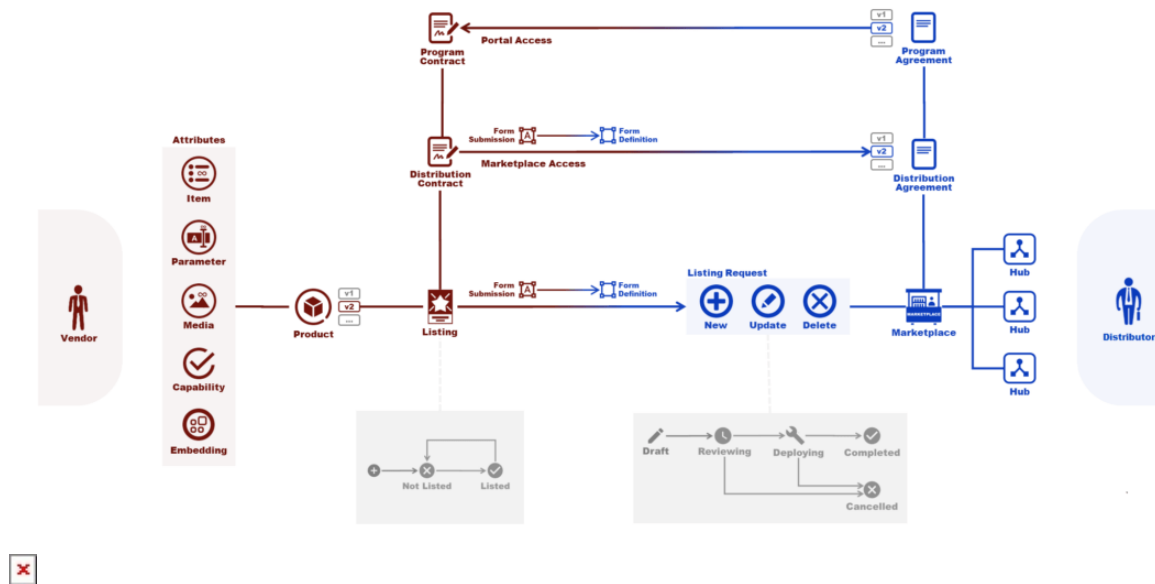 v1
v2
...
Portal Access
Program
Contract
v1
v2
...
Program
Agreement
Attributes
Item
Parameter
Media
Capability
Embedding
Form
Submission
A
Form
Definition
Marketplace Access
Distribution
Contract
v1
v2
...
Distribution
Agreement
Vendor
Product
Listing
Form
Submission
A
Form
Definition
Listing Request
New
Update
Delete
MARKETPLACE
Marketplace
Hub
Hub
Hub
Distributor
Not Listed
Listed
Draft
Reviewing
Deploying
Completed
Cancelled